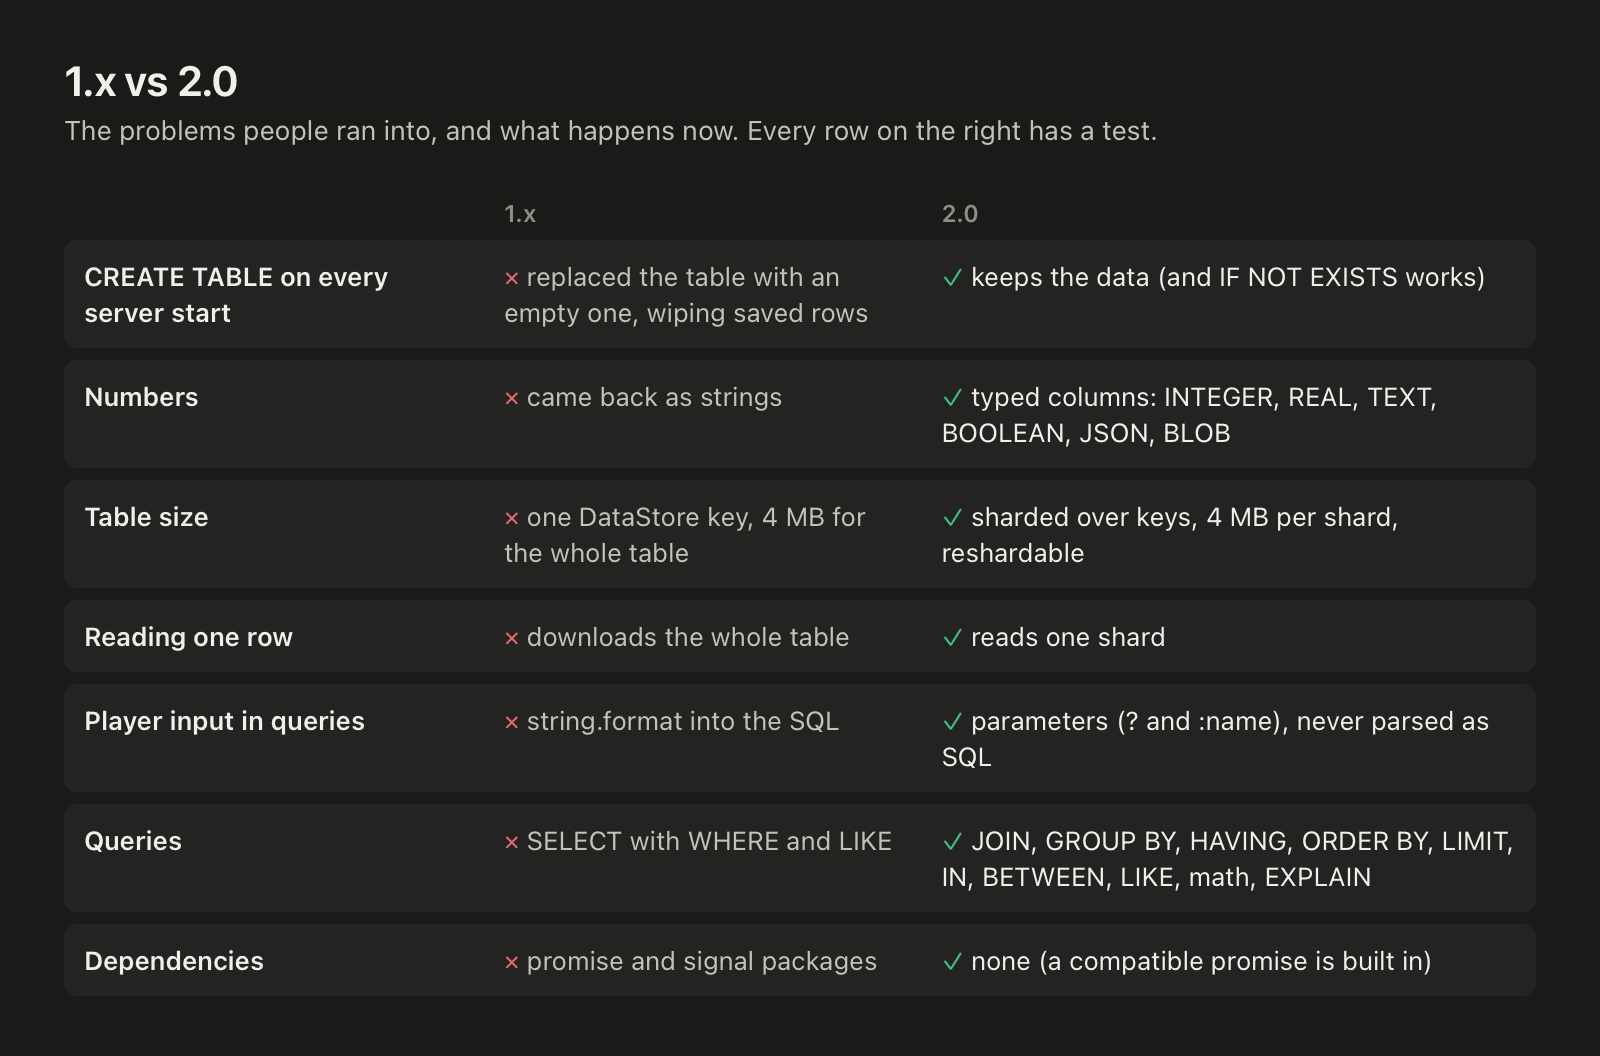 1.x vs 2.0
The problems people ran into, and what happens now. Every row on the right has a test.
1.x
2.0
CREATE TABLE on every
server start
× replaced the table with an
empty one, wiping saved rows
✓ keeps the data (and IF NOT EXISTS works)
Numbers
× came back as strings
✓ typed columns: INTEGER, REAL, TEXT,
BOOLEAN, JSON, BLOB
Table size
× one DataStore key, 4 MB for
the whole table
✓ sharded over keys, 4 MB per shard,
reshardable
Reading one row
× downloads the whole table
✓ reads one shard
Player input in queries
× string.format into the SQL
✓ parameters (? and :name), never parsed as
SQL
Queries
× SELECT with WHERE and LIKE
✓ JOIN, GROUP BY, HAVING, ORDER BY, LIMIT,
IN, BETWEEN, LIKE, math, EXPLAIN
Dependencies
× promise and signal packages
✓ none (a compatible promise is built in)